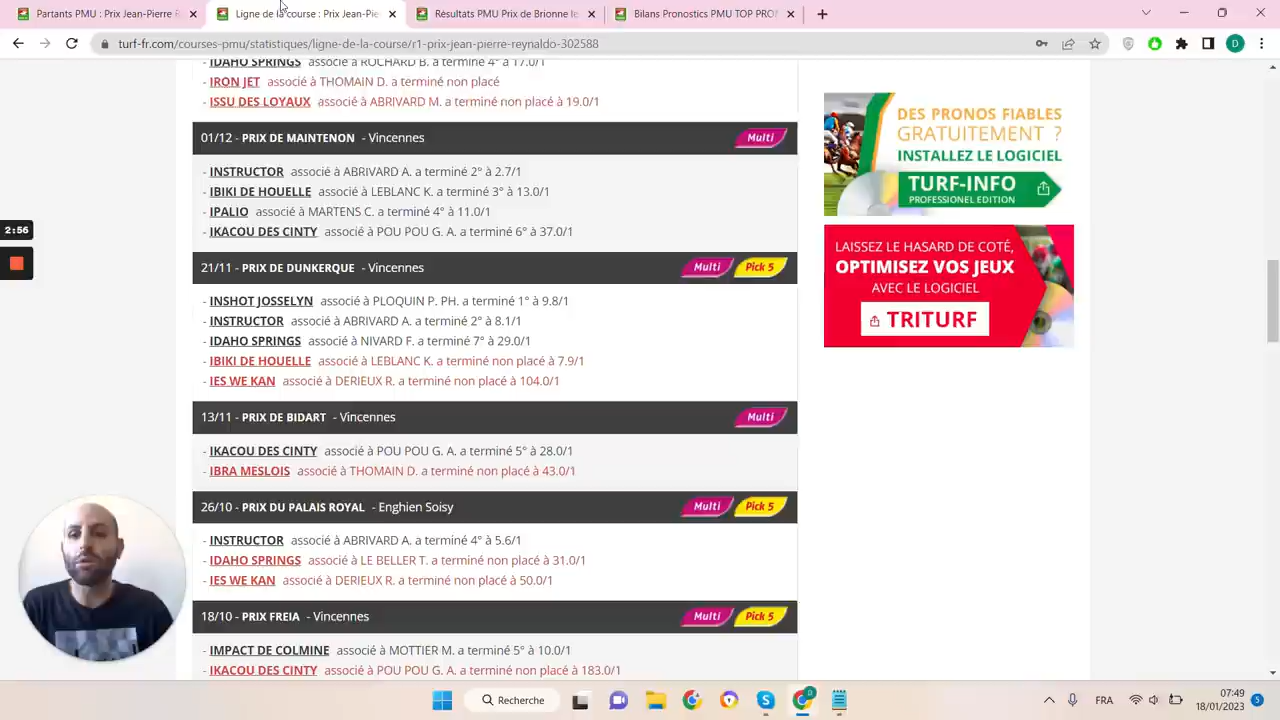 Partants PMU : Prix Jean-Pierre R
Ligne de la course : Prix Jean-Pie
Résultats PMU Prix de Brionne le
Bilans Pronostics PMU TOP PRO
turf-fr.com/courses-pmu/statistiques/ligne-de-la-course/r1-prix-jean-pierre-reynaldo-302588
D
- IDAHO SPRINGS associé à ROCHARD B. a terminé 4° à 17.0/1
- IRON JET associé à THOMAIN D. a terminé non placé
- ISSU DES LOYAUX associé à ABRIVARD M. a terminé non placé à 19.0/1
01/12 - PRIX DE MAINTENON - Vincennes Multi
- INSTRUCTOR associé à ABRIVARD A. a terminé 2° à 2.7/1
- IBIKI DE HOUELLE associé à LEBLANC K. a terminé 3° à 13.0/1
- IPALIO associé à MARTENS C. a terminé 4° à 11.0/1
- IKACOU DES CINTY associé à POU POU G. A. a terminé 6° à 37.0/1
21/11 - PRIX DE DUNKERQUE - Vincennes Multi Pick 5
- INSHOT JOSSELYN associé à PLOQUIN P. PH. a terminé 1° à 9.8/1
- INSTRUCTOR associé à ABRIVARD A. a terminé 2° à 8.1/1
- IDAHO SPRINGS associé à NIVARD F. a terminé 7° à 29.0/1
- IBIKI DE HOUELLE associé à LEBLANC K. a terminé non placé à 7.9/1
- IES WE KAN associé à DERIEUX R. a terminé non placé à 104.0/1
13/11 - PRIX DE BIDART - Vincennes Multi
- IKACOU DES CINTY associé à POU POU G. A. a terminé 5° à 28.0/1
- IBRA MESLOIS associé à THOMAIN D. a terminé non placé à 43.0/1
26/10 - PRIX DU PALAIS ROYAL - Enghien Soisy Multi Pick 5
- INSTRUCTOR associé à ABRIVARD A. a terminé 4° à 5.6/1
- IDAHO SPRINGS associé à LE BELLER T. a terminé non placé à 31.0/1
- IES WE KAN associé à DERIEUX R. a terminé non placé à 50.0/1
18/10 - PRIX FREIA - Vincennes Multi Pick 5
- IMPACT DE COLMINE associé à MOTTIER M. a terminé 5° à 10.0/1
- IKACOU DES CINTY associé à POU POU G. A. a terminé non placé à 183.0/1
DES PRONOS FIABLES
GRATUITEMENT ?
INSTALLEZ LE LOGICIEL
TURF-INFO
PROFESSIONEL EDITION
LAISSEZ LE HASARD DE COTÉ,
OPTIMISEZ VOS JEUX
AVEC LE LOGICIEL
TRITURF
2:56
Recherche
FRA
07:49
18/01/2023
5